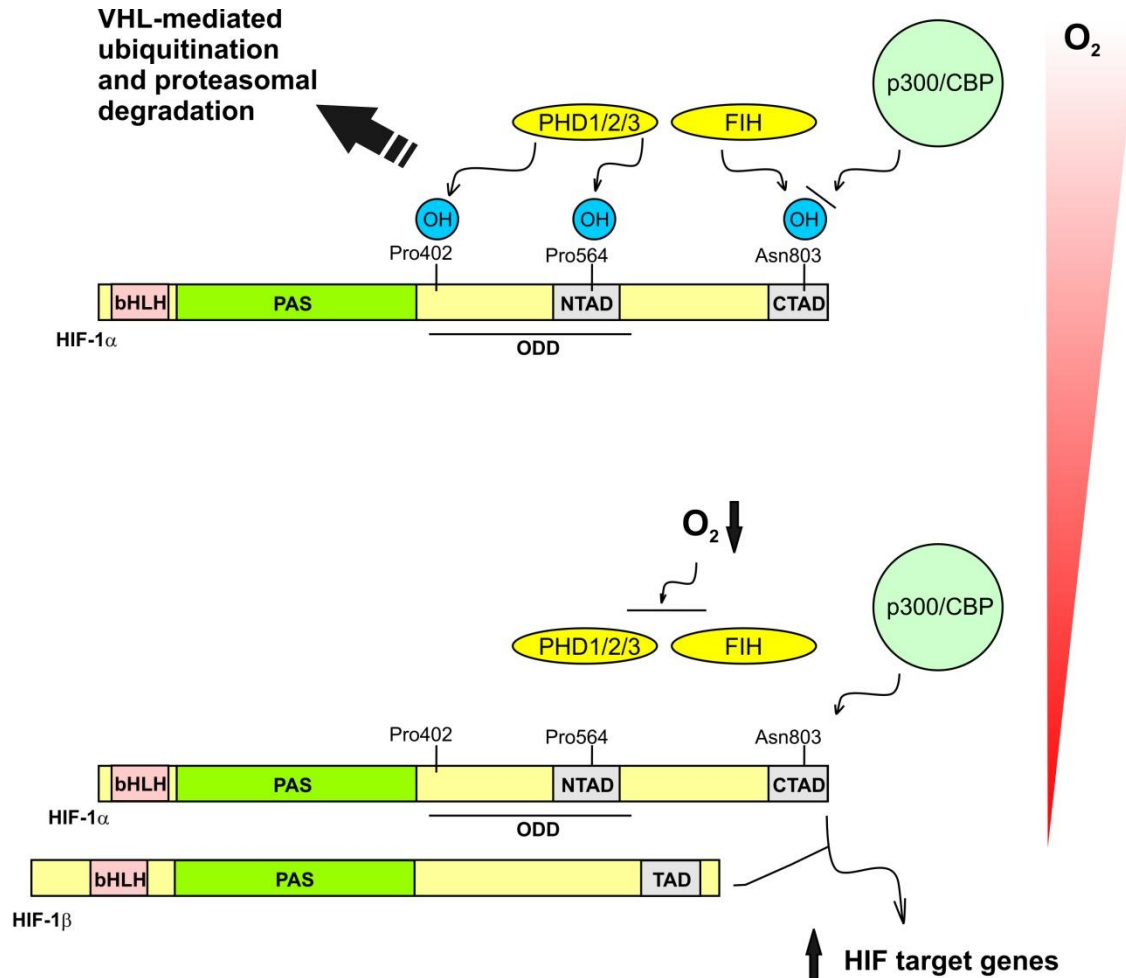 VHL-mediated
ubiquitination
and proteasomal
degradation
O₂
p300/CBP
PHD1/2/3
FIH
OH
OH
OH
Pro402
Pro564
Asn803
bHLH
PAS
NTAD
CTAD
HIF-1α
ODD
O₂
p300/CBP
PHD1/2/3
FIH
Pro402
Pro564
Asn803
bHLH
PAS
NTAD
CTAD
HIF-1α
ODD
bHLH
PAS
TAD
HIF-1β
HIF target genes